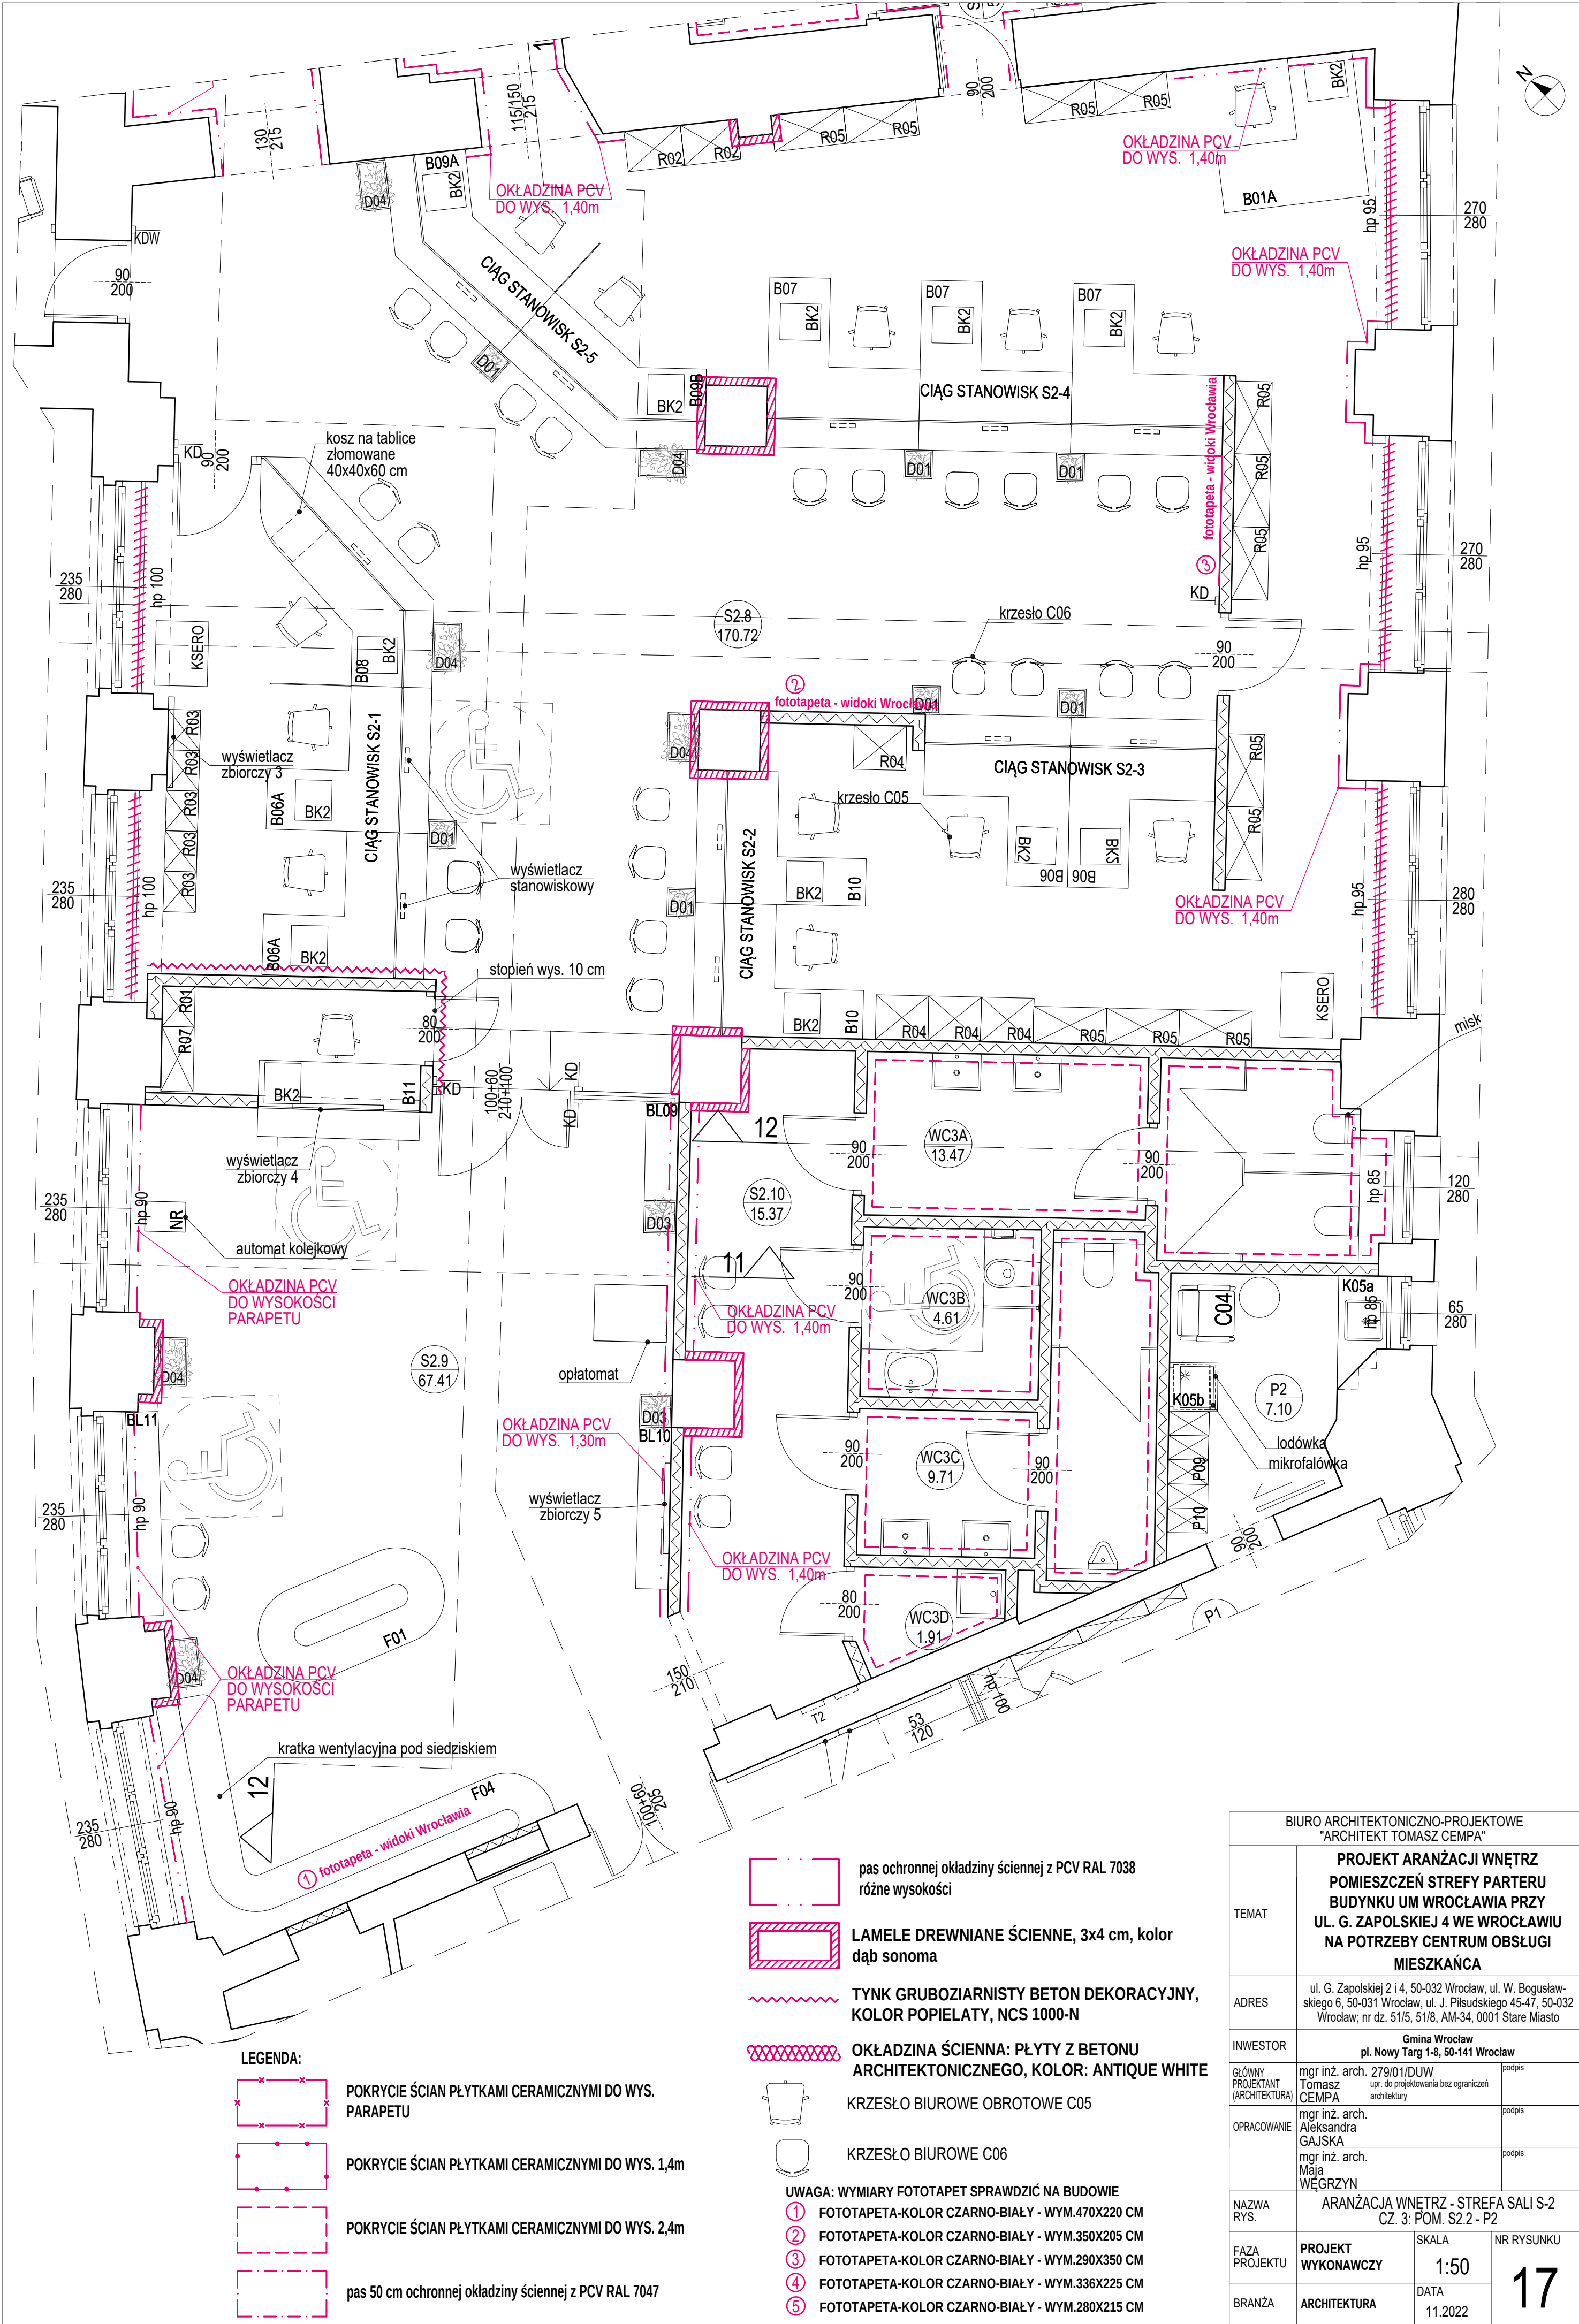 130
215
115/150
215
90
200
R02
R02
R05
R05
R05
R05
BK2
OKŁADZINA PCV
DO WYS. 1,40m
B01A
N
B09A
BK2
D04
OKŁADZINA PCV
DO WYS. 1,40m
KDW
90
200
hp 95
270
280
OKŁADZINA PCV
DO WYS. 1,40m
CIĄG STANOWISK S2-5
D01
B07
BK2
B07
BK2
B07
BK2
BK2
B09B
CIĄG STANOWISK S2-4
D04
D01
D01
fototapeta - widoki Wrocławia
3
R05
R05
R05
KD
KD
90
200
kosz na tablice
złomowane
40x40x60 cm
235
280
hp 100
hp 95
270
280
KSERO
B08
BK2
D04
S2.8
170.72
krzesło C06
90
200
2
fototapeta - widoki Wrocławia
D01
D01
D04
R04
CIĄG STANOWISK S2-3
R03
R03
R03
R03
R03
wyświetlacz
zbiorczy 3
CIĄG STANOWISK S2-1
B06A
BK2
D01
krzesło C05
BK2
BK2
B06
B06
R05
R05
CIĄG STANOWISK S2-2
BK2
B10
D01
wyświetlacz
stanowiskowy
235
280
hp 100
hp 95
280
280
OKŁADZINA PCV
DO WYS. 1,40m
B06A
BK2
stopień wys. 10 cm
BK2
B10
R04
R04
R04
R05
R05
R05
KSERO
misk
R01
R07
80
200
BK2
B11
KD
100+60
210+100
KD
KD
BL09
12
90
200
WC3A
13.47
90
200
hp 85
120
280
wyświetlacz
zbiorczy 4
235
280
hp 90
NR
automat kolejkowy
S2.10
15.37
D03
11
OKŁADZINA PCV
DO WYSOKOŚCI
PARAPETU
OKŁADZINA PCV
DO WYS. 1,40m
90
200
WC3B
4.61
C04
K05a
hp 85
65
280
D04
S2.9
67.41
opłatomat
K05b
P2
7.10
BL11
D03
BL10
OKŁADZINA PCV
DO WYS. 1,30m
90
200
WC3C
9.71
90
200
lodówka
mikrofalówka
P09
P10
90
200
235
280
hp 90
wyświetlacz
zbiorczy 5
OKŁADZINA PCV
DO WYS. 1,40m
80
200
WC3D
1.91
P1
F01
D04
OKŁADZINA PCV
DO WYSOKOŚCI
PARAPETU
150
210
T2
53
120
hp 100
kratka wentylacyjna pod siedziskiem
12
F04
100+60
205
235
280
hp 90
1
fototapeta - widoki Wrocławia
LEGENDA:
POKRYCIE ŚCIAN PŁYTKAMI CERAMICZNYMI DO WYS.
PARAPETU
POKRYCIE ŚCIAN PŁYTKAMI CERAMICZNYMI DO WYS. 1,4m
POKRYCIE ŚCIAN PŁYTKAMI CERAMICZNYMI DO WYS. 2,4m
pas 50 cm ochronnej okładziny ściennej z PCV RAL 7047
pas ochronnej okładziny ściennej z PCV RAL 7038
różne wysokości
LAMELE DREWNIANE ŚCIENNE, 3x4 cm, kolor
dąb sonoma
TYNK GRUBOZIARNISTY BETON DEKORACYJNY,
KOLOR POPIELATY, NCS 1000-N
OKŁADZINA ŚCIENNA: PŁYTY Z BETONU
ARCHITEKTONICZNEGO, KOLOR: ANTIQUE WHITE
KRZESŁO BIUROWE OBROTOWE C05
KRZESŁO BIUROWE C06
UWAGA: WYMIARY FOTOTAPET SPRAWDZIĆ NA BUDOWIE
1 FOTOTAPETA-KOLOR CZARNO-BIAŁY - WYM.470X220 CM
2 FOTOTAPETA-KOLOR CZARNO-BIAŁY - WYM.350X205 CM
3 FOTOTAPETA-KOLOR CZARNO-BIAŁY - WYM.290X350 CM
4 FOTOTAPETA-KOLOR CZARNO-BIAŁY - WYM.336X225 CM
5 FOTOTAPETA-KOLOR CZARNO-BIAŁY - WYM.280X215 CM
BIURO ARCHITEKTONICZNO-PROJEKTOWE
"ARCHITEKT TOMASZ CEMPA"
TEMAT
PROJEKT ARANŻACJI WNĘTRZ
POMIESZCZEŃ STREFY PARTERU
BUDYNKU UM WROCŁAWIA PRZY
UL. G. ZAPOLSKIEJ 4 WE WROCŁAWIU
NA POTRZEBY CENTRUM OBSŁUGI
MIESZKAŃCA
ADRES
ul. G. Zapolskiej 2 i 4, 50-032 Wrocław, ul. W. Bogusław-
skiego 6, 50-031 Wrocław, ul. J. Piłsudskiego 45-47, 50-032
Wrocław; nr dz. 51/5, 51/8, AM-34, 0001 Stare Miasto
INWESTOR
Gmina Wrocław
pl. Nowy Targ 1-8, 50-141 Wrocław
GŁÓWNY
PROJEKTANT
(ARCHITEKTURA)
mgr inż. arch.
Tomasz
CEMPA
279/01/DUW
upr. do projektowania bez ograniczeń
architektury
podpis
OPRACOWANIE
mgr inż. arch.
Aleksandra
GAJSKA
podpis
mgr inż. arch.
Maja
WĘGRZYN
podpis
NAZWA
RYS.
ARANŻACJA WNĘTRZ - STREFA SALI S-2
CZ. 3: POM. S2.2 - P2
FAZA
PROJEKTU
PROJEKT
WYKONAWCZY
SKALA
1:50
NR RYSUNKU
17
BRANŻA
ARCHITEKTURA
DATA
11.2022